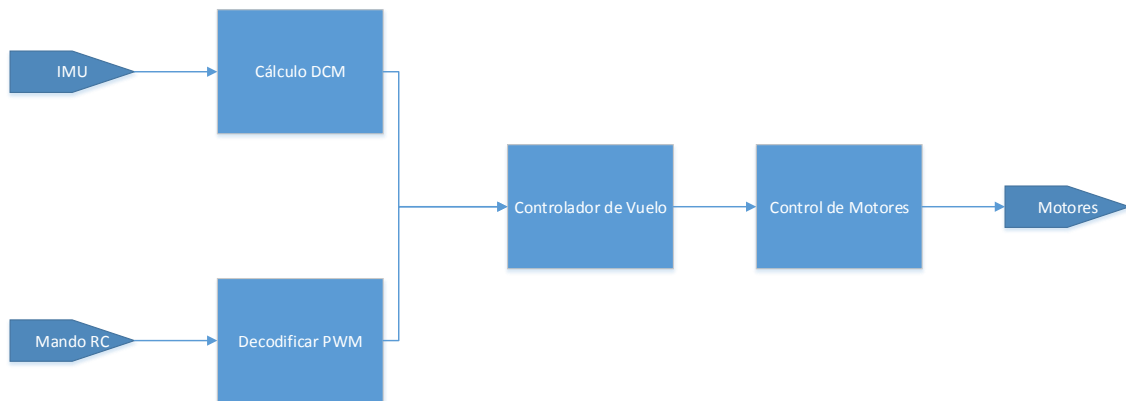 IMU
Cálculo DCM
Controlador de Vuelo
Control de Motores
Motores
Mando RC
Decodificar PWM